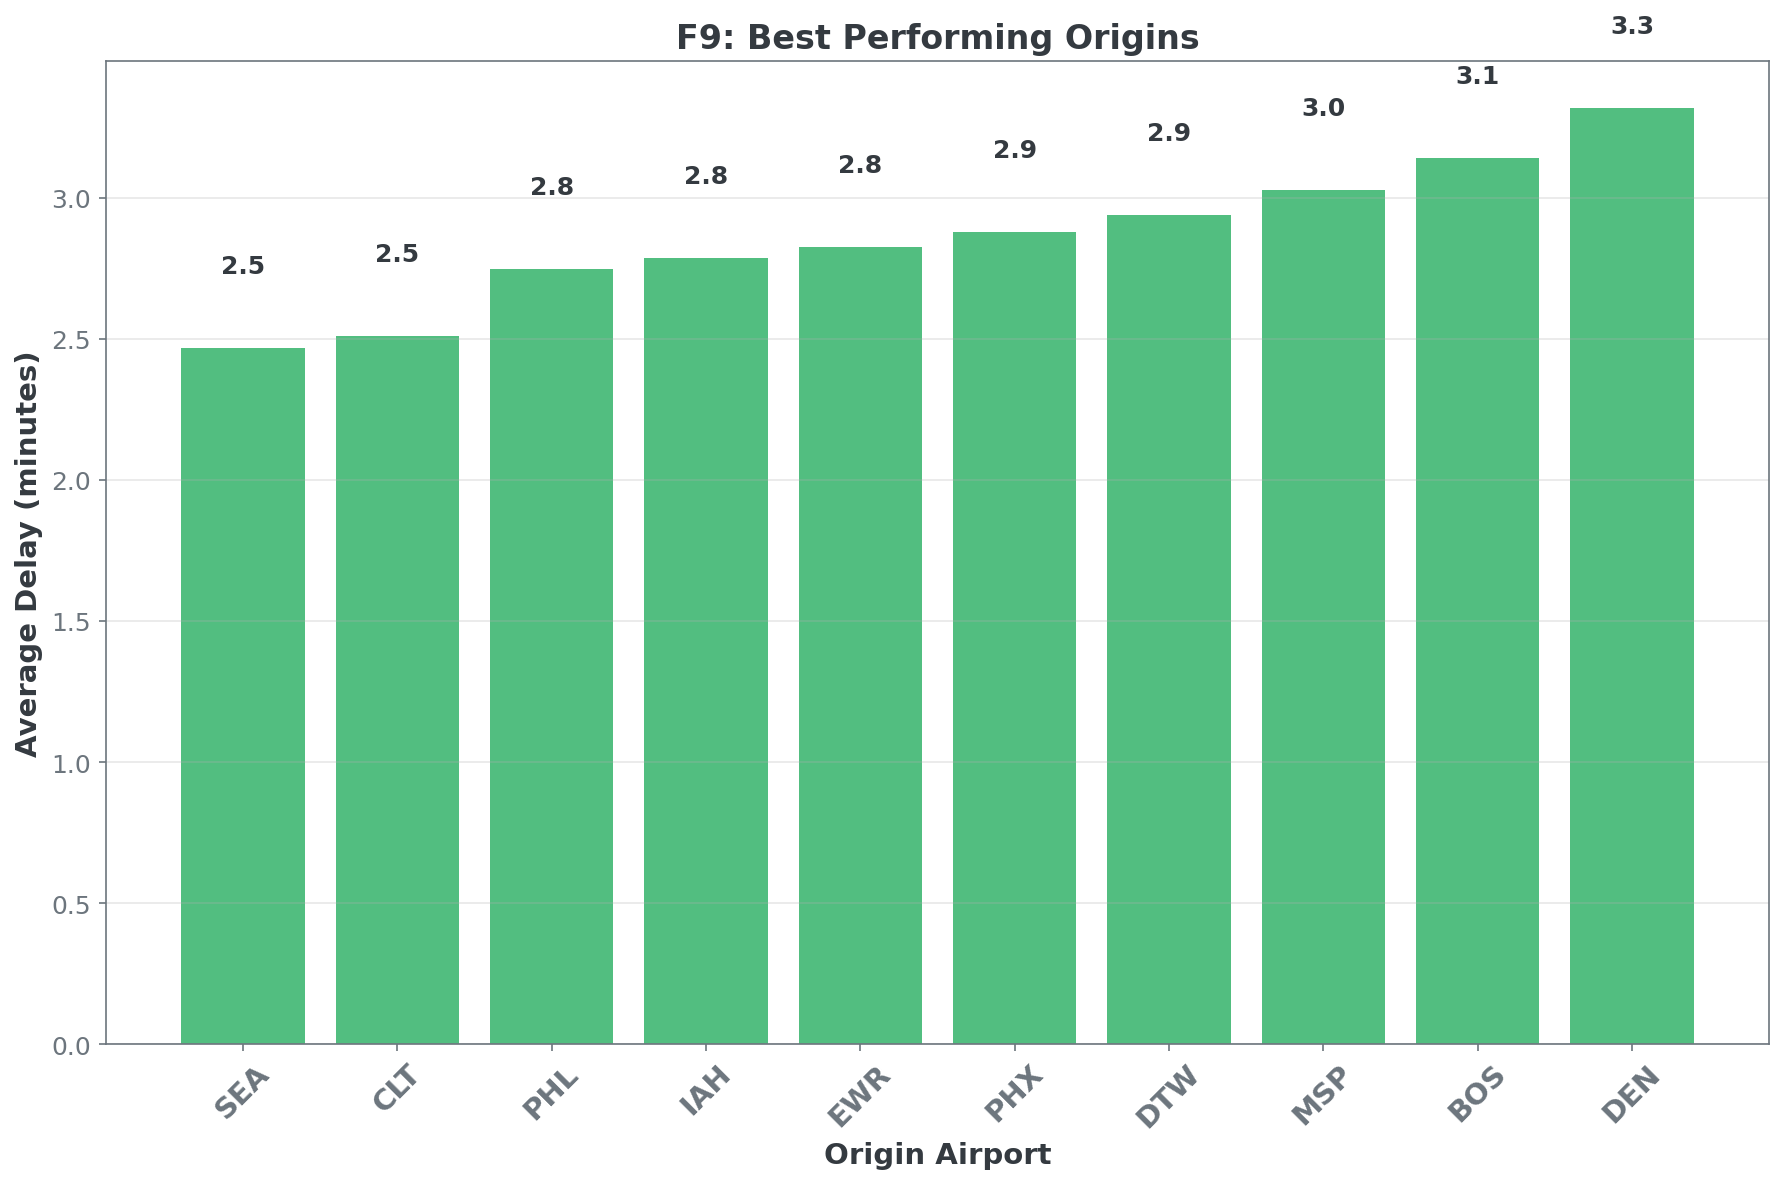 F9: Best Performing Origins
3.3
3.1
3.0
2.9
2.9
2.8
2.8
2.8
2.5
2.5
Average Delay (minutes)
3.0
2.5
2.0
1.5
1.0
0.5
0.0
SEA
CLT
PHL
IAH
EWR
PHX
DTW
MSP
BOS
DEN
Origin Airport